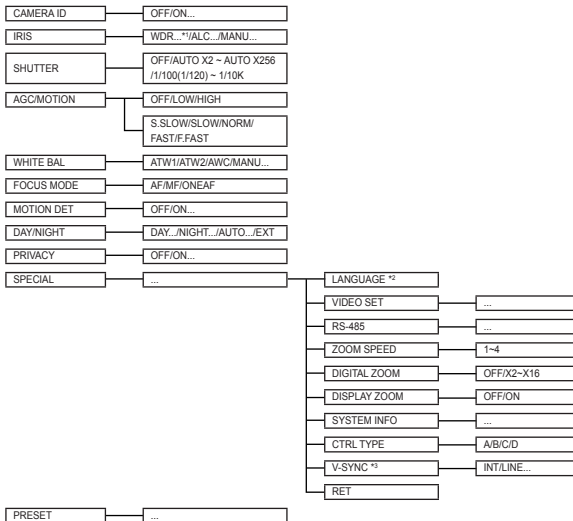 CAMERA ID OFF/ON...
IRIS WDR...*¹/ALC.../MANU...
SHUTTER OFF/AUTO X2 ~ AUTO X256
/1/100(1/120) ~ 1/10K
AGC/MOTION OFF/LOW/HIGH
S.SLOW/SLOW/NORM/
FAST/F.FAST
WHITE BAL ATW1/ATW2/AWC/MANU...
FOCUS MODE AF/MF/ONEAF
MOTION DET OFF/ON...
DAY/NIGHT DAY.../NIGHT.../AUTO.../EXT
PRIVACY OFF/ON...
SPECIAL ... LANGUAGE *²
VIDEO SET ...
RS-485 ...
ZOOM SPEED 1~4
DIGITAL ZOOM OFF/X2~X16
DISPLAY ZOOM OFF/ON
SYSTEM INFO ...
CTRL TYPE A/B/C/D
V-SYNC *³ INT/LINE...
RET
PRESET ...